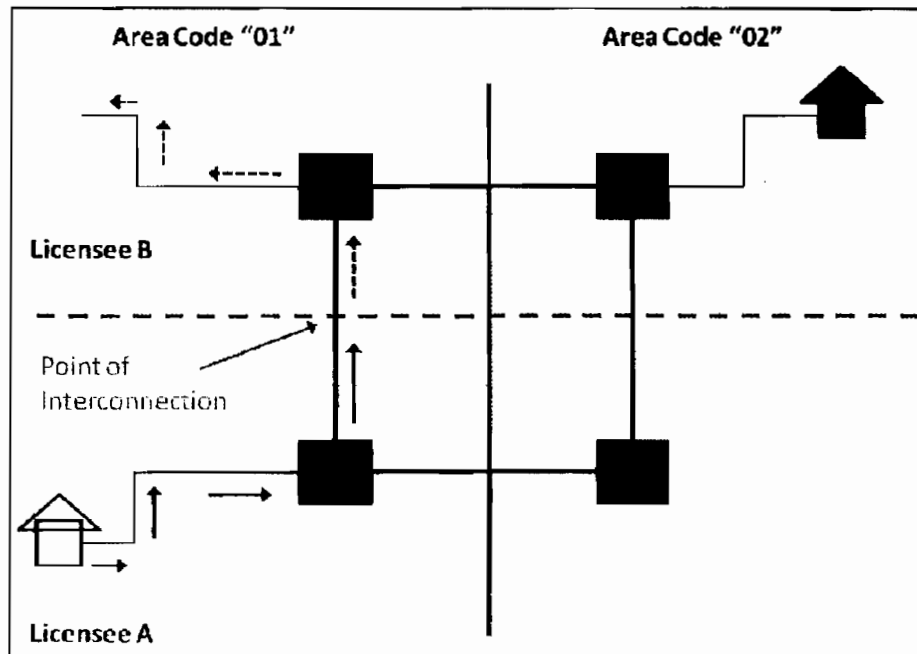 Area Code “01”
Area Code “02”
Licensee B
Point of
Interconnection
Licensee A